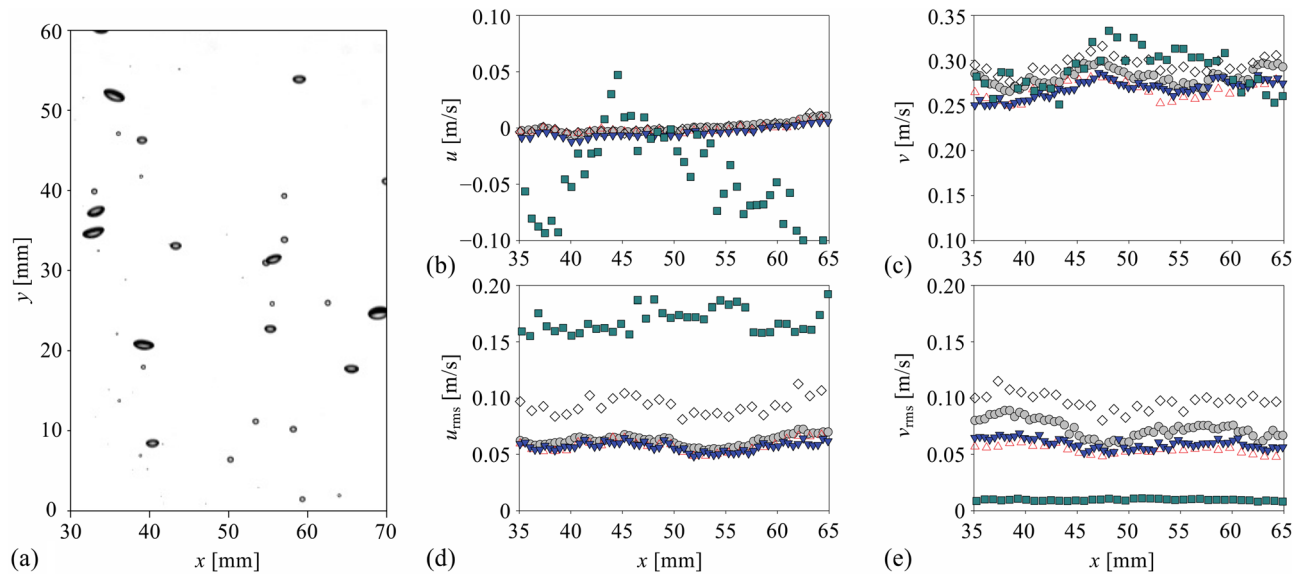 60
50
40
30
20
10
0
y [mm]
30 40 50 60 70
x [mm]
(a)
0.10
0.05
0
−0.05
−0.10
u [m/s]
35 40 45 50 55 60 65
(b)
0.35
0.30
0.25
0.20
0.15
0.10
v [m/s]
35 40 45 50 55 60 65
(c)
0.20
0.15
0.10
0.05
0
u_rms [m/s]
35 40 45 50 55 60 65
x [mm]
(d)
0.20
0.15
0.10
0.05
0
v_rms [m/s]
35 40 45 50 55 60 65
x [mm]
(e)